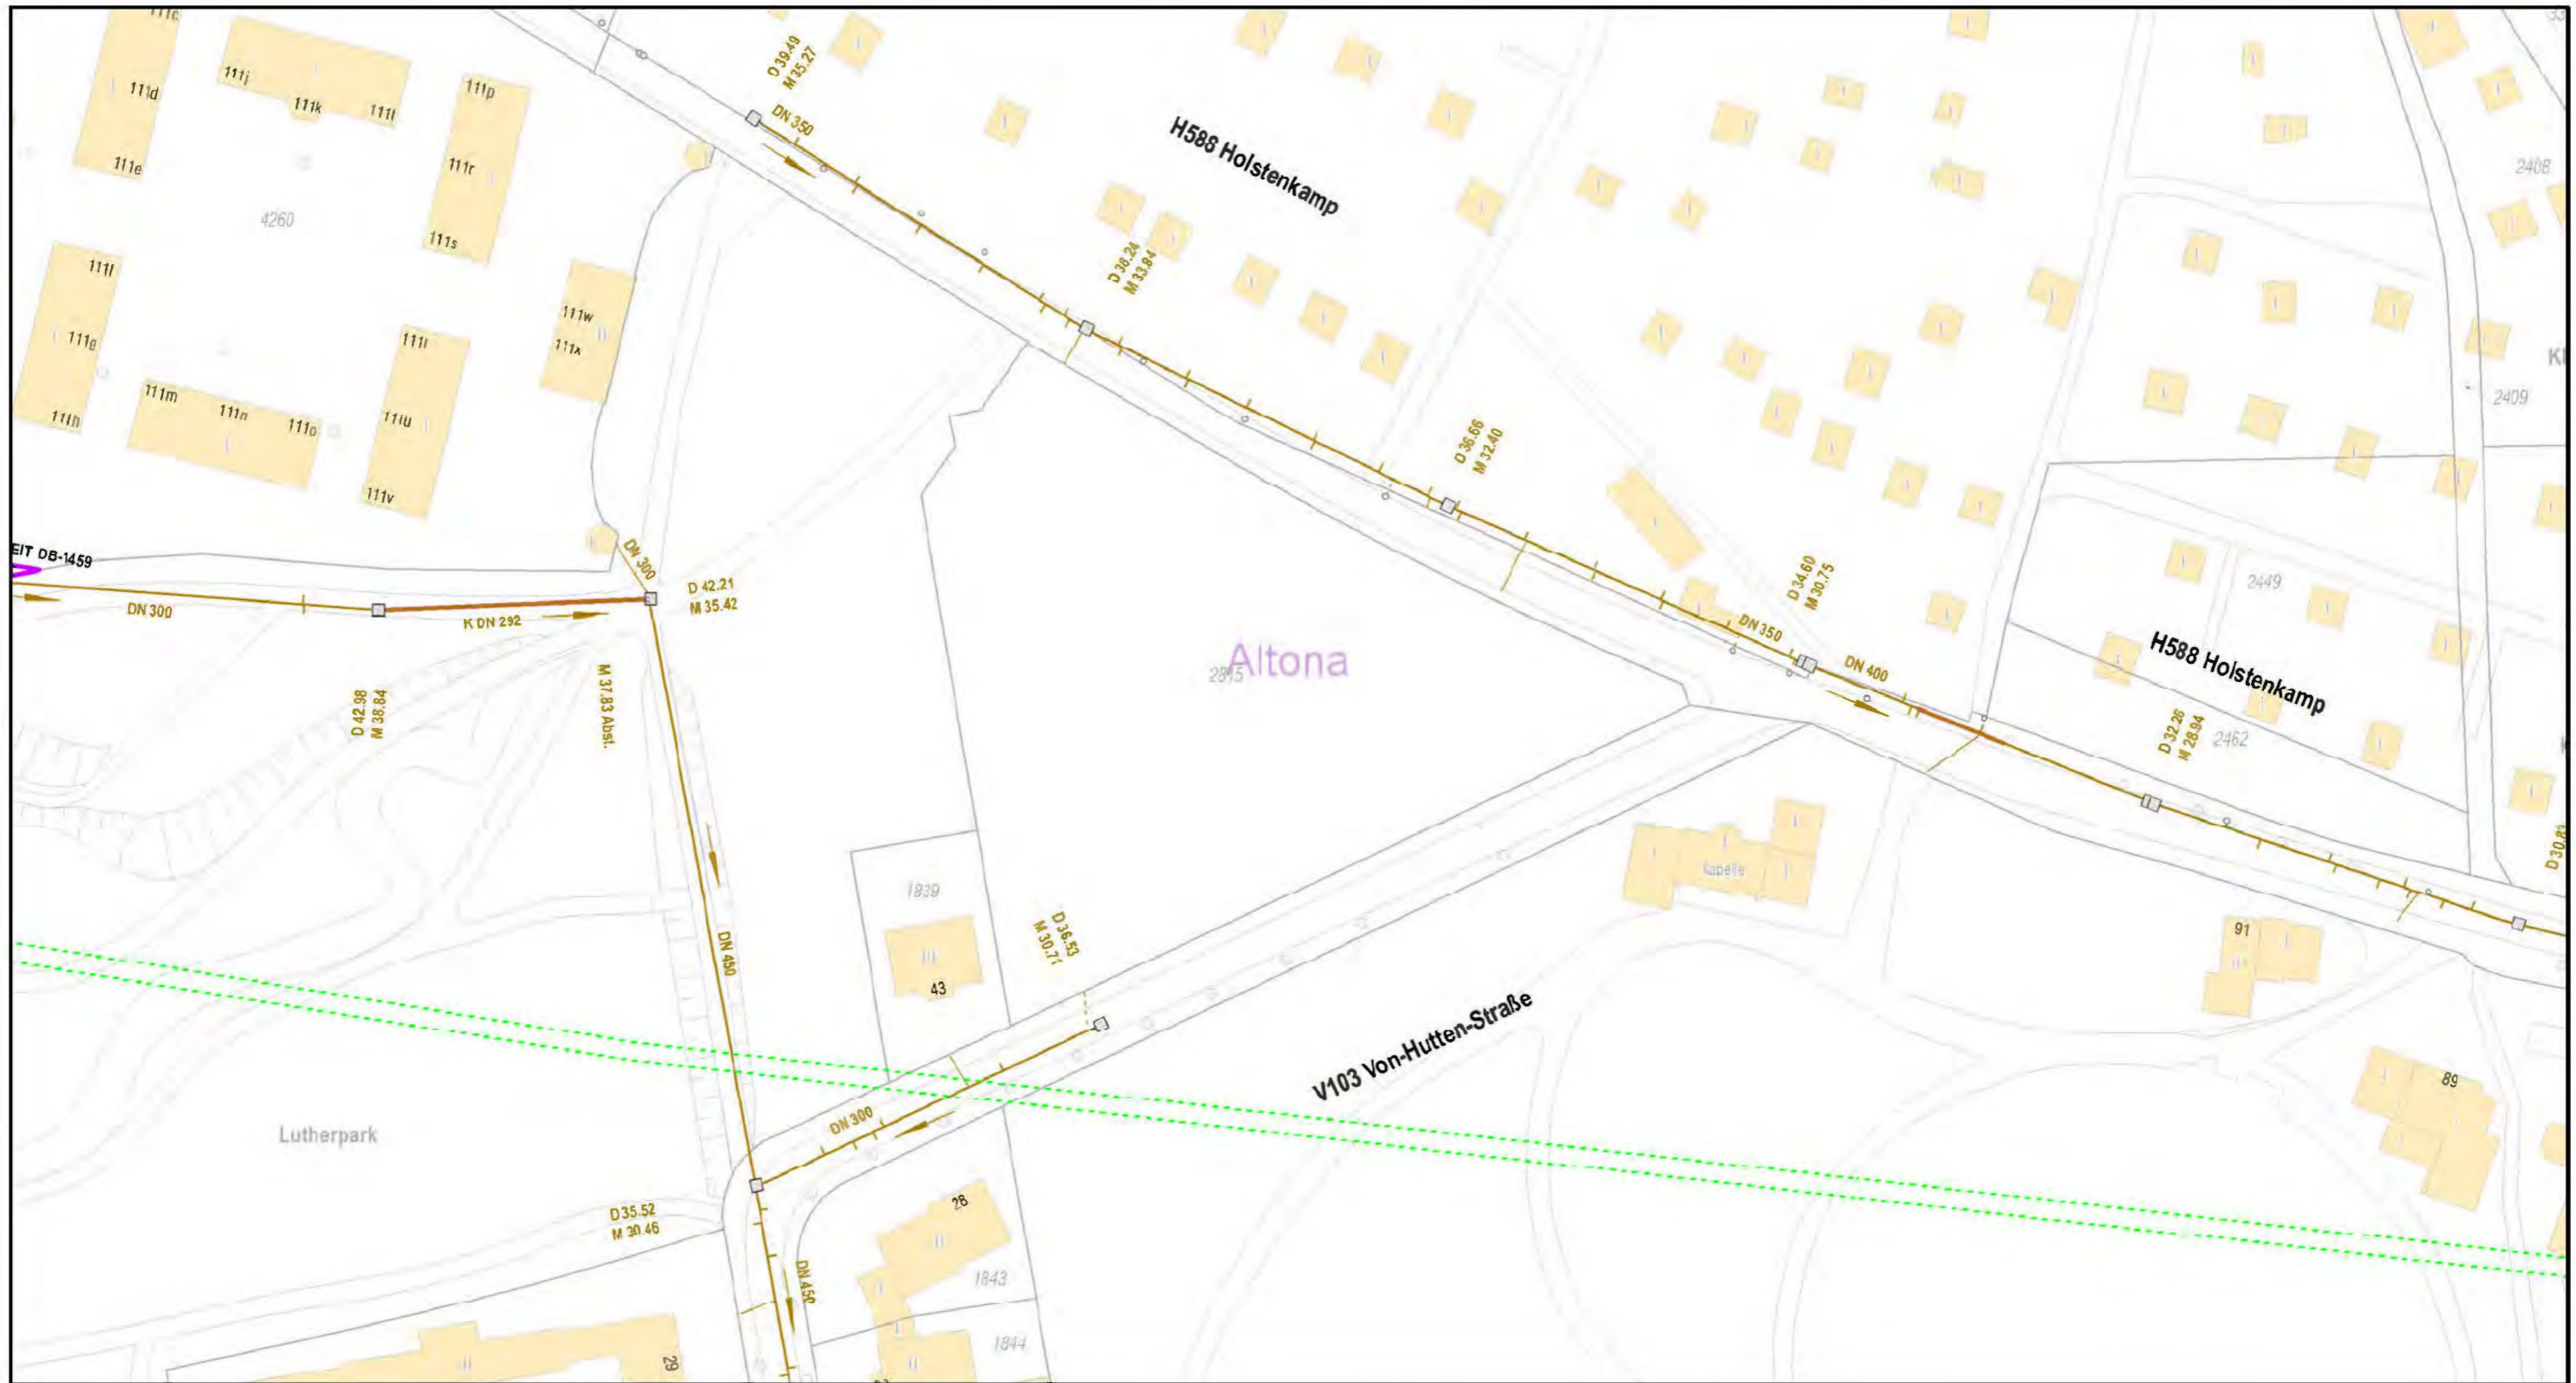 111d
111e
111j
111k
111l
111p
111r
111s
4260
111f
111g
111h
111m
111n
111o
111i
111u
111v
111w
111x
D 39.49
M 35.27
DN 350
H588 Holstenkamp
D 38.24
M 33.84
D 36.66
M 32.40
D 34.60
M 30.75
DN 350
DN 400
2408
2409
2449
H588 Holstenkamp
D 32.26
M 28.94
2462
EIT DB-1459
DN 300
K DN 292
DN 300
D 42.21
M 35.42
D 42.98
M 38.84
M 37.83 Abst.
Altona
2815
DN 450
1839
43
D 36.53
M 30.71
Kapelle
91
89
V103 Von-Hutten-Straße
DN 300
Lutherpark
D 35.52
M 30.46
DN 450
28
1843
1844
29